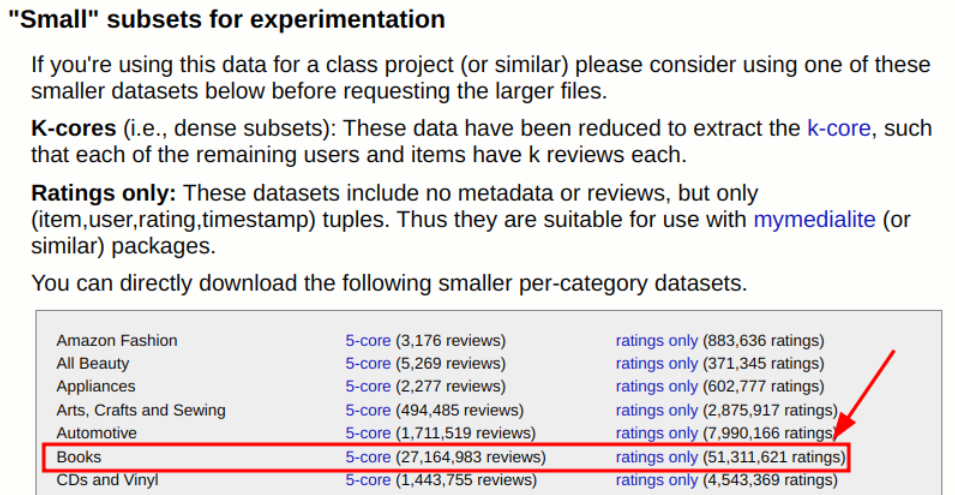 "Small" subsets for experimentation
If you're using this data for a class project (or similar) please consider using one of these
smaller datasets below before requesting the larger files.
K-cores (i.e., dense subsets): These data have been reduced to extract the k-core, such
that each of the remaining users and items have k reviews each.
Ratings only: These datasets include no metadata or reviews, but only
(item,user,rating,timestamp) tuples. Thus they are suitable for use with mymedialite (or
similar) packages.
You can directly download the following smaller per-category datasets.
Amazon Fashion 5-core (3,176 reviews) ratings only (883,636 ratings)
All Beauty 5-core (5,269 reviews) ratings only (371,345 ratings)
Appliances 5-core (2,277 reviews) ratings only (602,777 ratings)
Arts, Crafts and Sewing 5-core (494,485 reviews) ratings only (2,875,917 ratings)
Automotive 5-core (1,711,519 reviews) ratings only (7,990,166 ratings)
Books 5-core (27,164,983 reviews) ratings only (51,311,621 ratings)
CDs and Vinyl 5-core (1,443,755 reviews) ratings only (4,543,369 ratings)